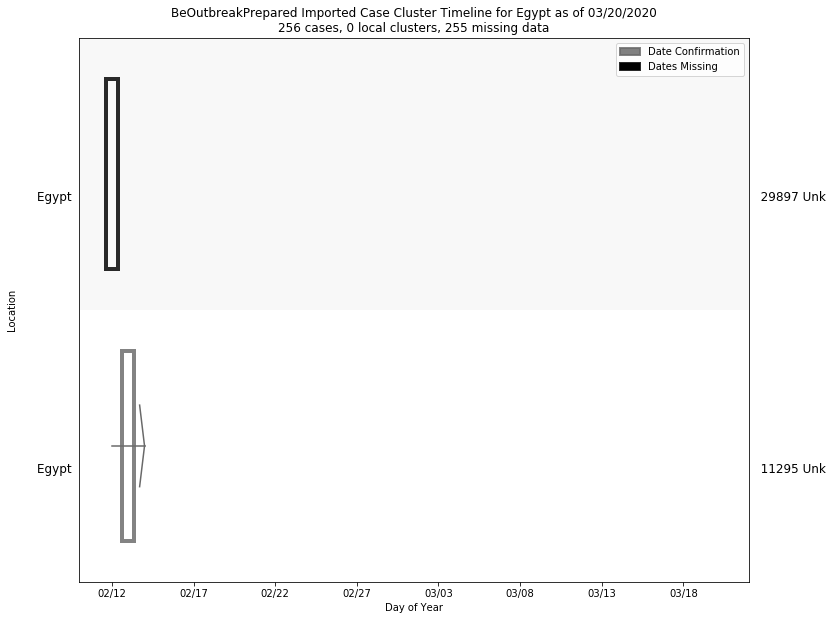 BeOutbreakPrepared Imported Case Cluster Timeline for Egypt as of 03/20/2020
256 cases, 0 local clusters, 255 missing data
Date Confirmation
Dates Missing
Egypt
29897 Unk
Location
Egypt
11295 Unk
02/12 02/17 02/22 02/27 03/03 03/08 03/13 03/18
Day of Year